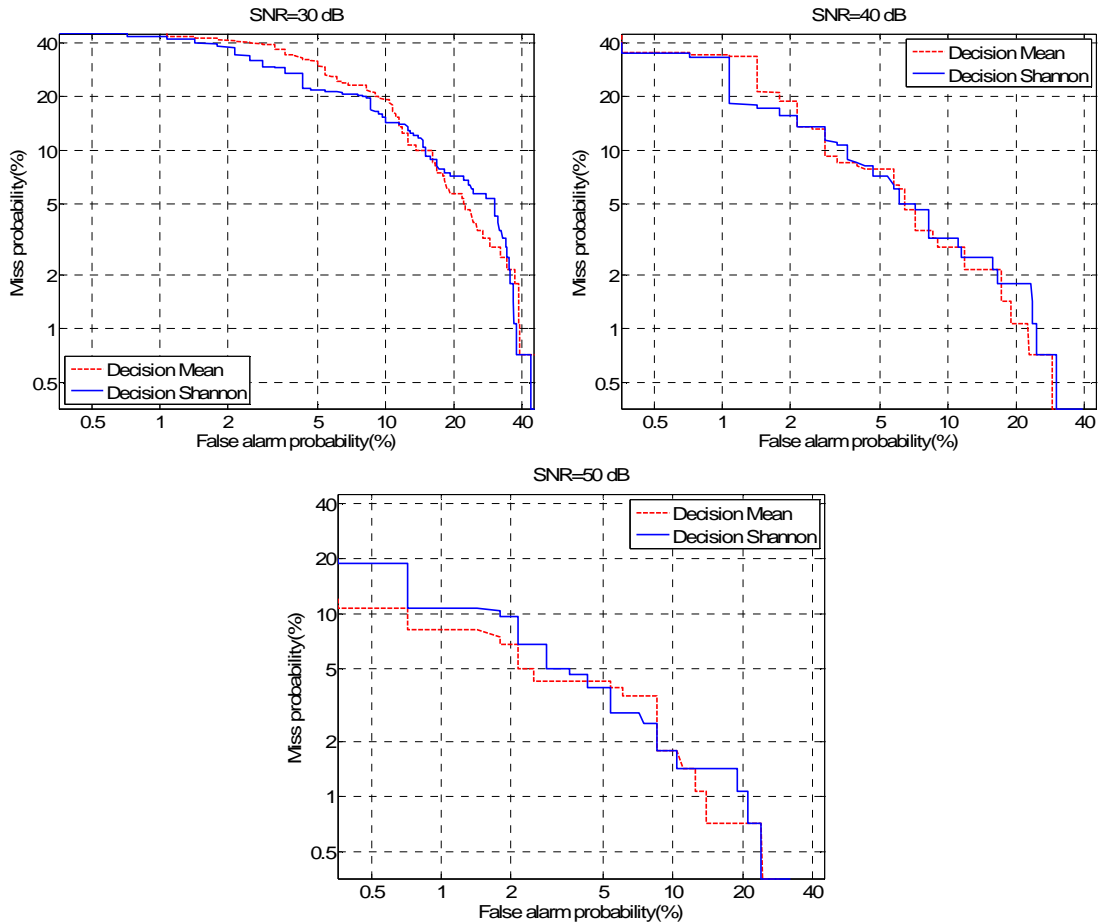 SNR=30 dB
40
20
10
5
2
1
0.5
Miss probability(%)
Decision Mean
Decision Shannon
0.5 1 2 5 10 20 40
False alarm probability(%)
SNR=40 dB
40
20
10
5
2
1
0.5
Miss probability(%)
Decision Mean
Decision Shannon
0.5 1 2 5 10 20 40
False alarm probability(%)
SNR=50 dB
40
20
10
5
2
1
0.5
Miss probability(%)
Decision Mean
Decision Shannon
0.5 1 2 5 10 20 40
False alarm probability(%)